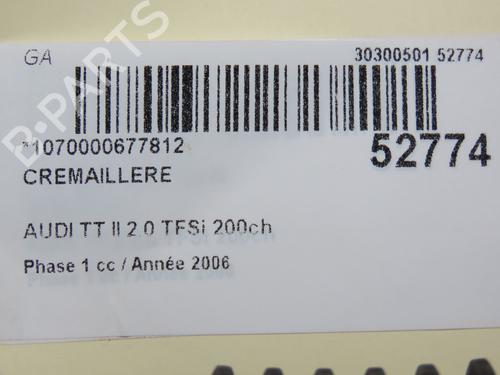 GA
30300501 52774
*1070000677812
52774
CREMAILLERE
AUDI TT II 2.0 TFSi 200ch
Phase 1 cc / Année 2006
B-PARTS